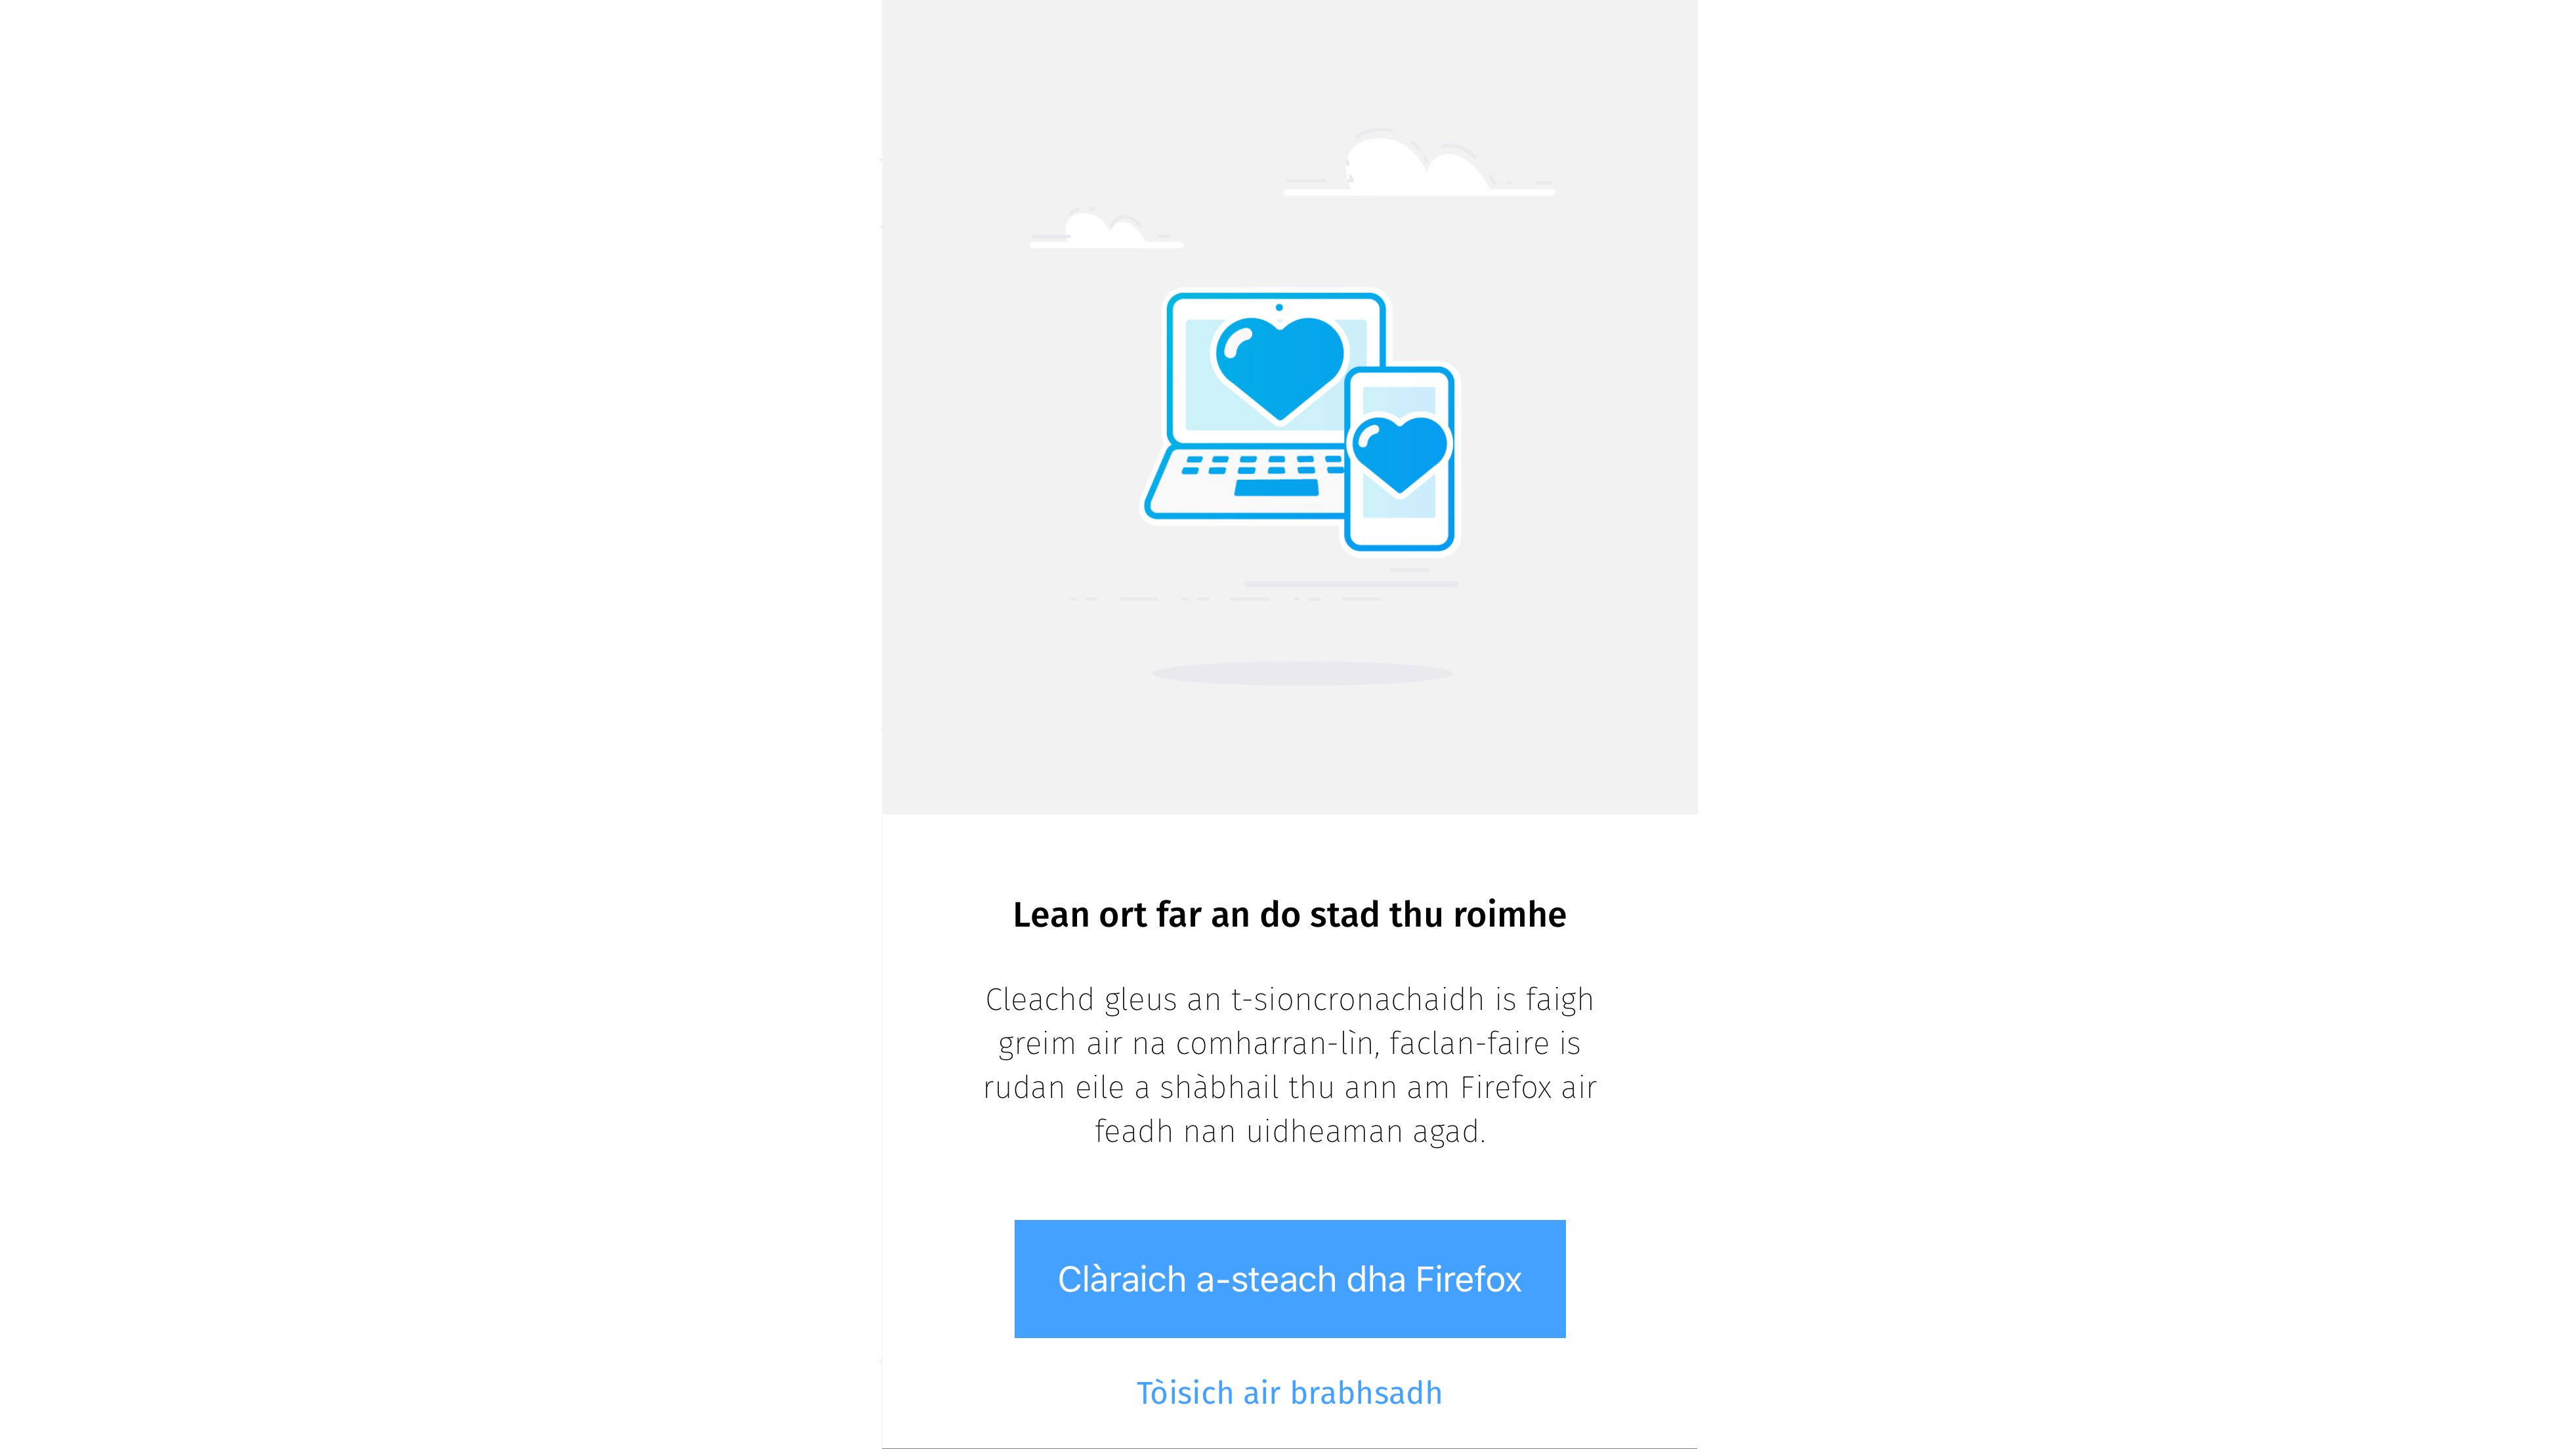 Lean ort far an do stad thu roimhe
Cleachd gleus an t-sioncronachaidh is faigh
greim air na comharran-lìn, faclan-faire is
rudan eile a shàbhail thu ann am Firefox air
feadh nan uidheaman agad.
Clàraich a-steach dha Firefox
Tòisich air brabhsadh